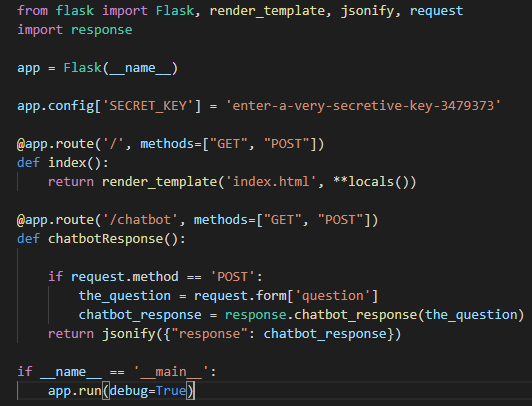 from flask import Flask, render_template, jsonify, request
import response
app = Flask(__name__)
app.config['SECRET_KEY'] = 'enter-a-very-secretive-key-3479373'
@app.route('/', methods=["GET", "POST"])
def index():
    return render_template('index.html', **locals())
@app.route('/chatbot', methods=["GET", "POST"])
def chatbotResponse():
    if request.method == 'POST':
        the_question = request.form['question']
        chatbot_response = response.chatbot_response(the_question)
    return jsonify({"response": chatbot_response})
if __name__ == '__main__':
    app.run(debug=True)